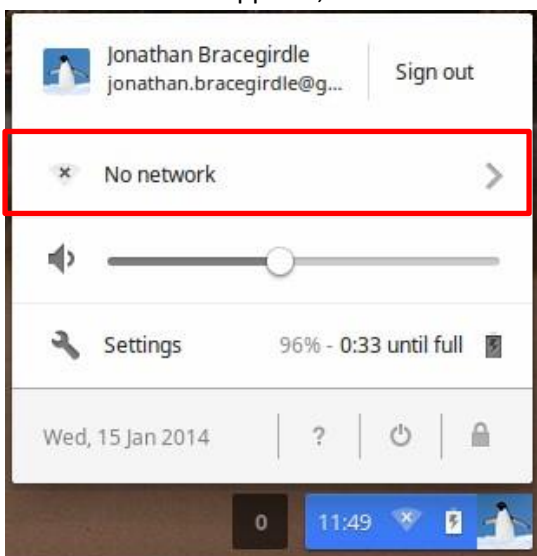 Jonathan Bracegirdle
jonathan.bracegirdle@g...
Sign out
No network
Settings 96% - 0:33 until full
Wed, 15 Jan 2014 ?
0 11:49